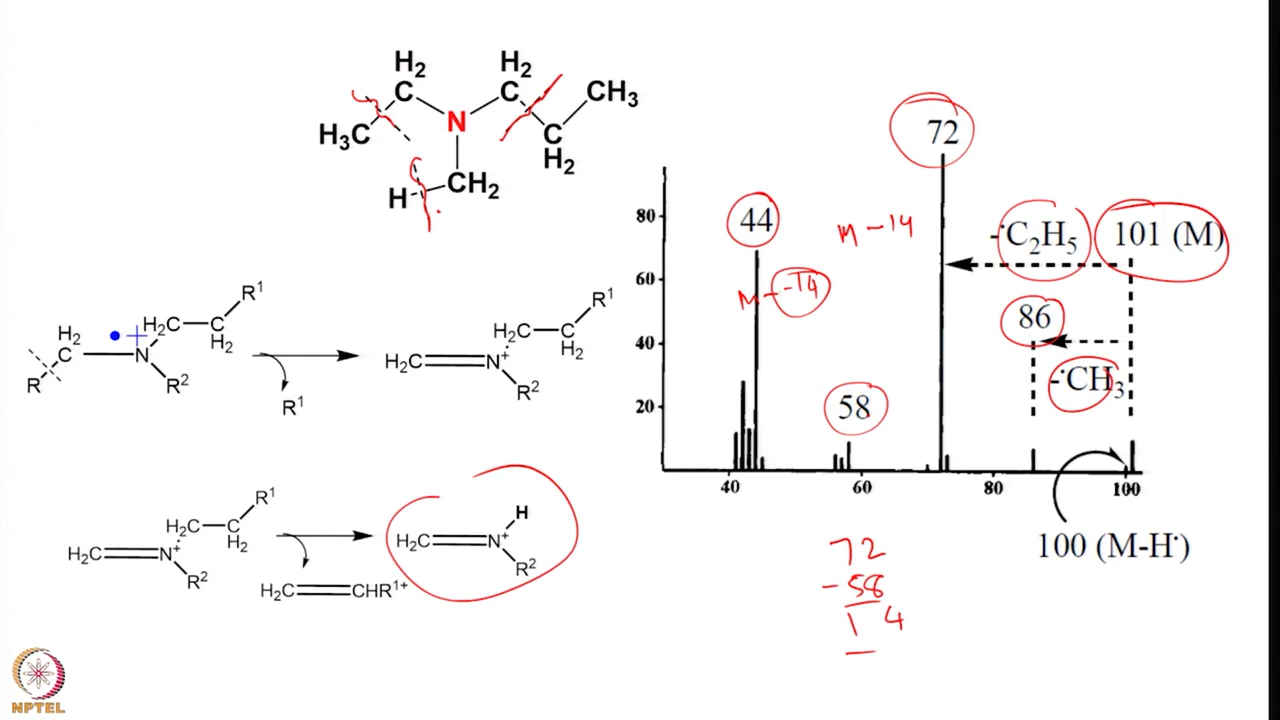 H2 H2
C C CH3
H3C N C
H2
H CH2
72
44
M-14
-•C2H5 101 (M)
M--14
86
-•CH3
58
80
60
40
20
40 60 80 100
100 (M-H•)
72
-58
14
R1
H2 H2C C
C H2
N
R R2
R1
R1
H2C C
H2
H2C N+
R2
R1
H2C C
H2
H2C N+
R2
H2C CHR1+
H
H2C N+
R2
NPTEL